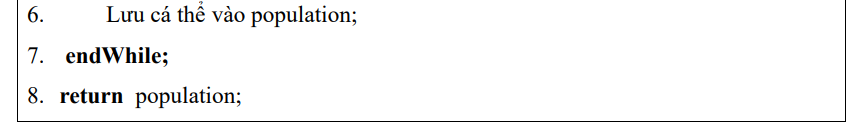 6. Lưu cá thể vào population;
7. endWhile;
8. return population;